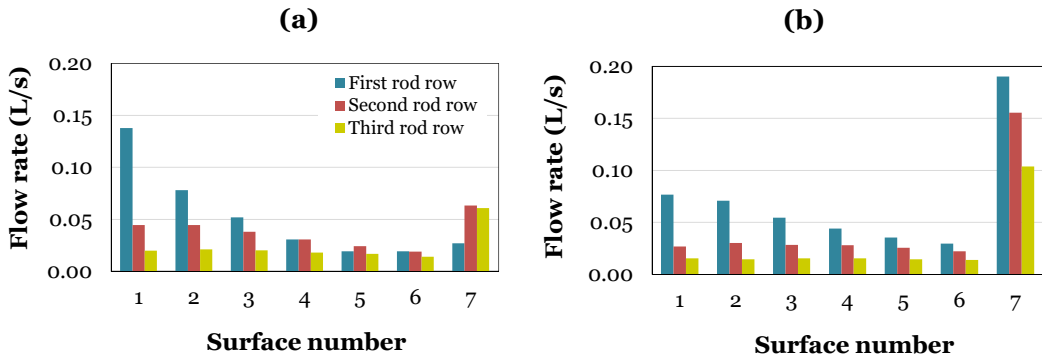 (a)
Flow rate (L/s)
0.20
0.15
0.10
0.05
0.00
First rod row
Second rod row
Third rod row
1 2 3 4 5 6 7
Surface number
(b)
Flow rate (L/s)
0.20
0.15
0.10
0.05
0.00
1 2 3 4 5 6 7
Surface number